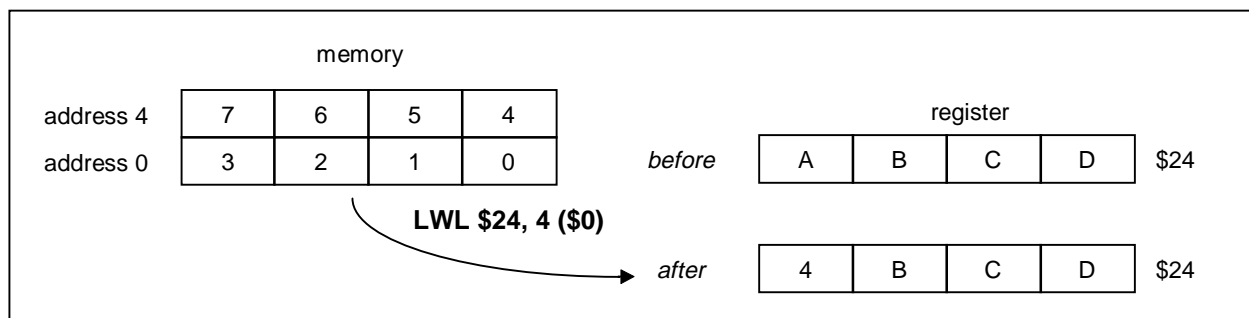 memory
address 4 7 6 5 4
register
address 0 3 2 1 0
before A B C D $24
LWL $24, 4 ($0)
after 4 B C D $24